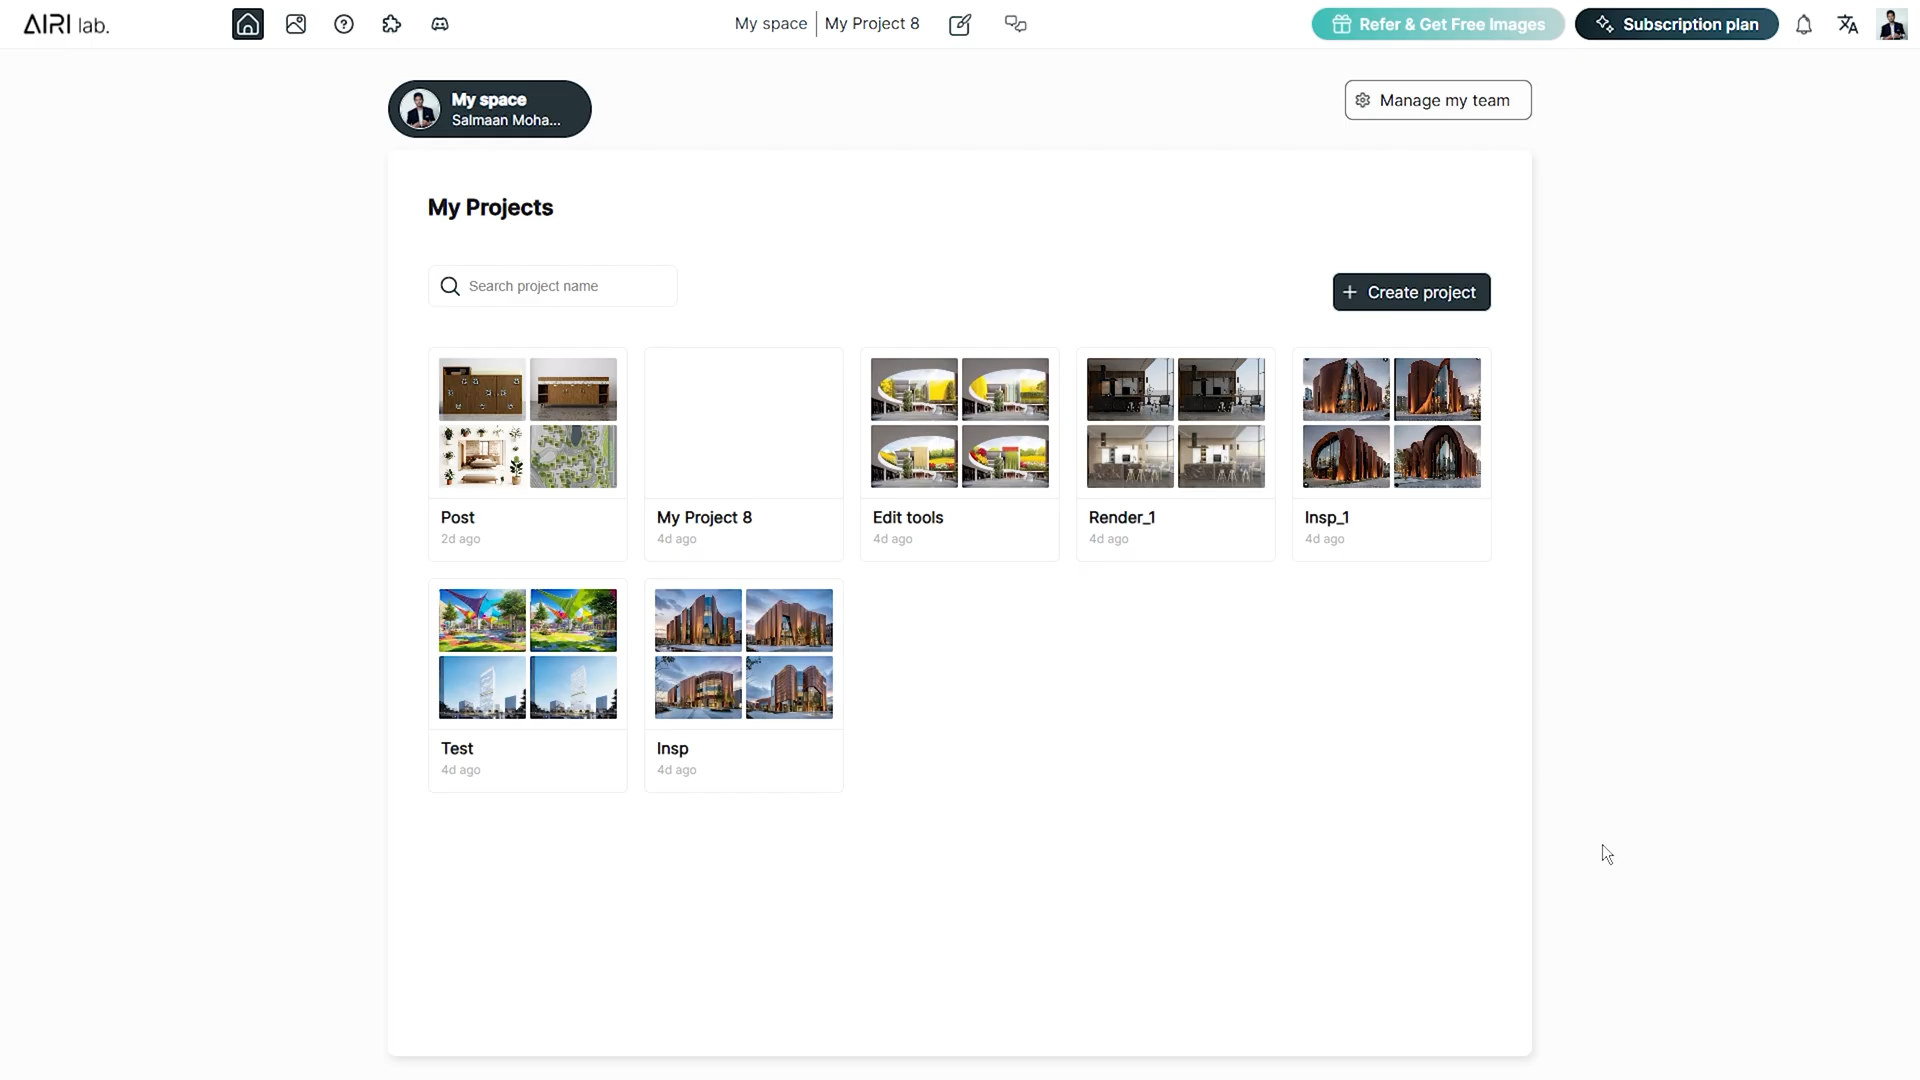 AIRI lab.
My space
My Project 8
Refer & Get Free Images
Subscription plan
My space
Salmaan Moha...
Manage my team
My Projects
Search project name
+ Create project
Post
2d ago
My Project 8
4d ago
Edit tools
4d ago
Render_1
4d ago
Insp_1
4d ago
Test
4d ago
Insp
4d ago